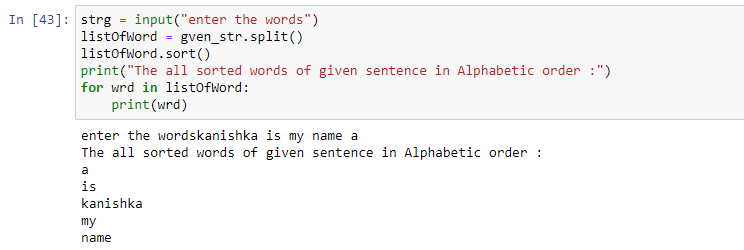 In [43]: strg = input("enter the words")
listOfWord = gven_str.split()
listOfWord.sort()
print("The all sorted words of given sentence in Alphabetic order :")
for wrd in listOfWord:
    print(wrd)
enter the wordskanishka is my name a
The all sorted words of given sentence in Alphabetic order :
a
is
kanishka
my
name